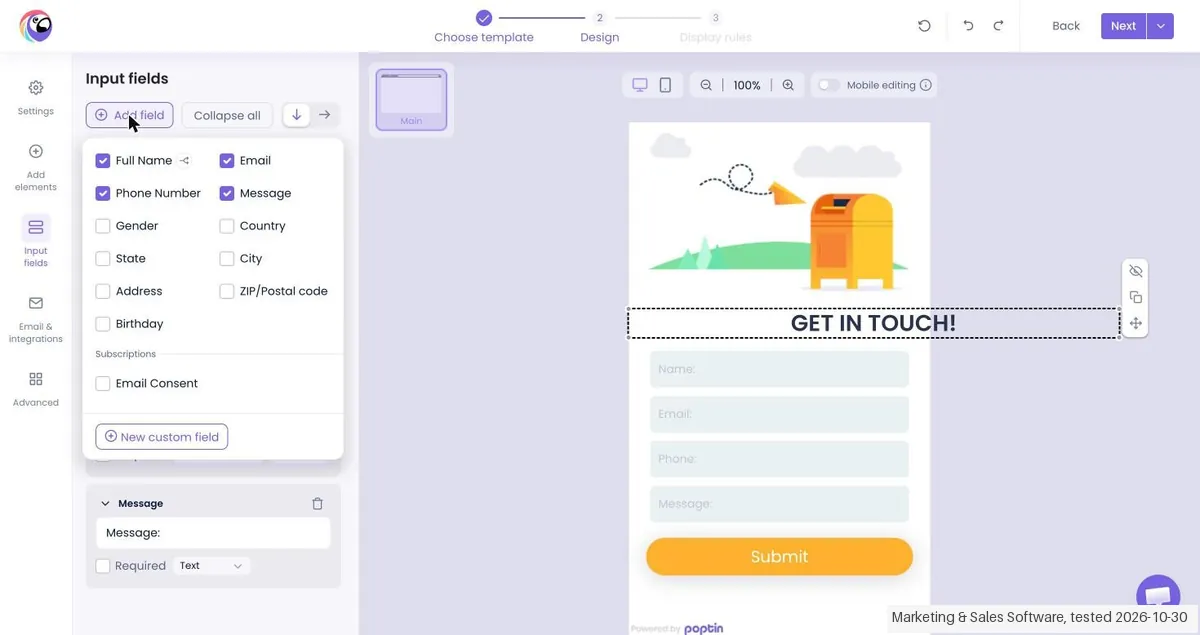 Choose template
2
Design
3
Display rules
Back
Next
Settings
Add
elements
Input
fields
Email &
integrations
Advanced
Input fields
Add field
Collapse all
Full Name
Email
Phone Number
Message
Gender
Country
State
City
Address
ZIP/Postal code
Birthday
Subscriptions
Email Consent
New custom field
Message
Message:
Required
Text
Main
100%
Mobile editing
GET IN TOUCH!
Name:
Email:
Phone:
Message:
Submit
Powered by poptin
Marketing & Sales Software, tested 2026-10-30